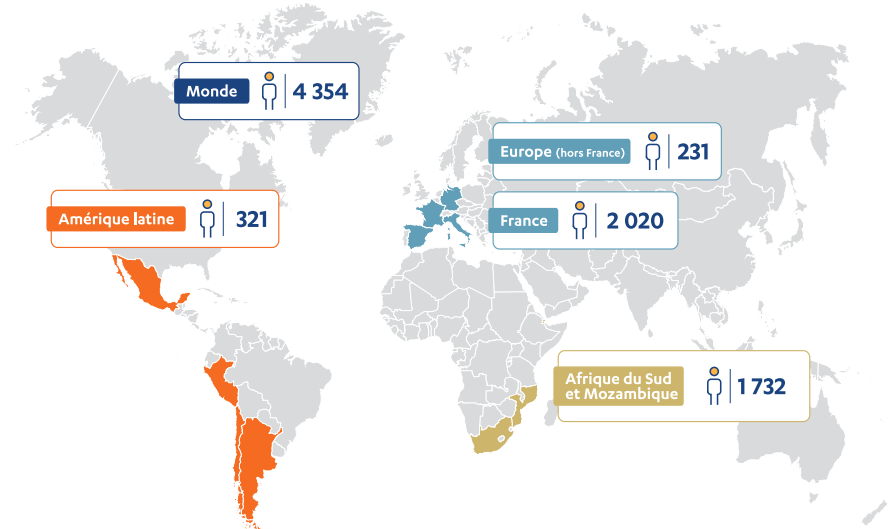 Monde 4 354
Europe (hors France) 231
Amérique latine 321
France 2 020
Afrique du Sud
et Mozambique 1 732